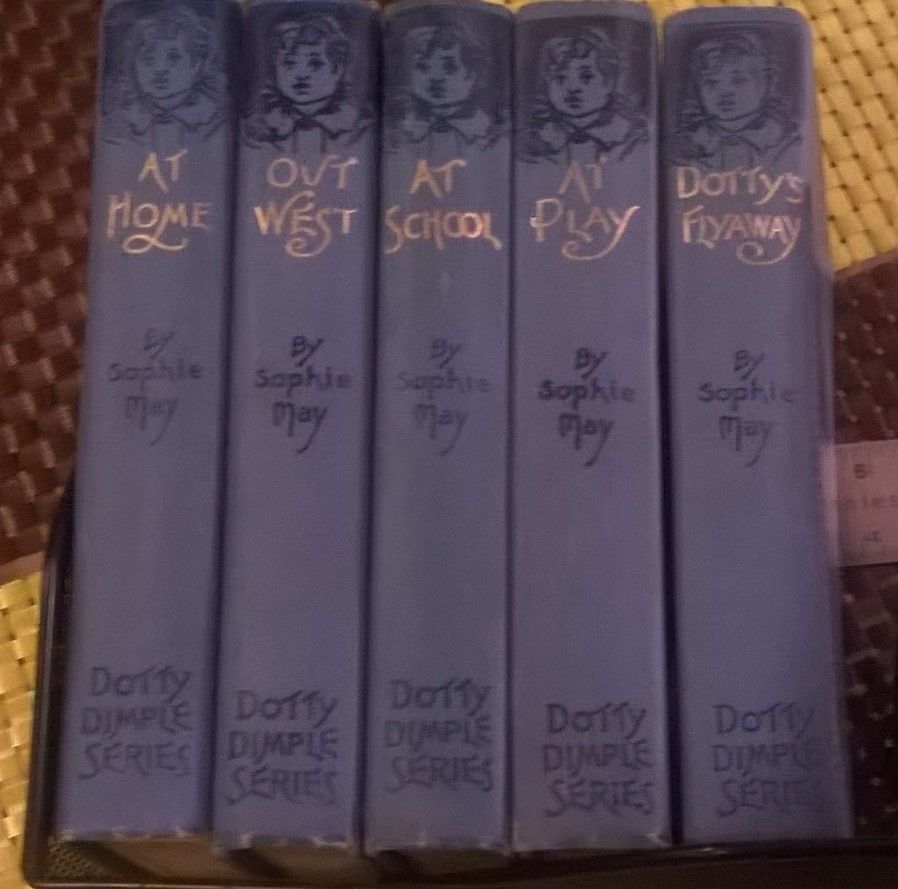 AT
HOME
By
Sophie
May
DOTTY
DIMPLE
SERIES
OUT
WEST
By
Sophie
May
DOTTY
DIMPLE
SERIES
AT
SCHOOL
By
Sophie
May
DOTTY
DIMPLE
SERIES
AT
PLAY
By
Sophie
May
DOTTY
DIMPLE
SERIES
DOTTY'S
FLYAWAY
By
Sophie
May
DOTTY
DIMPLE
SERIES